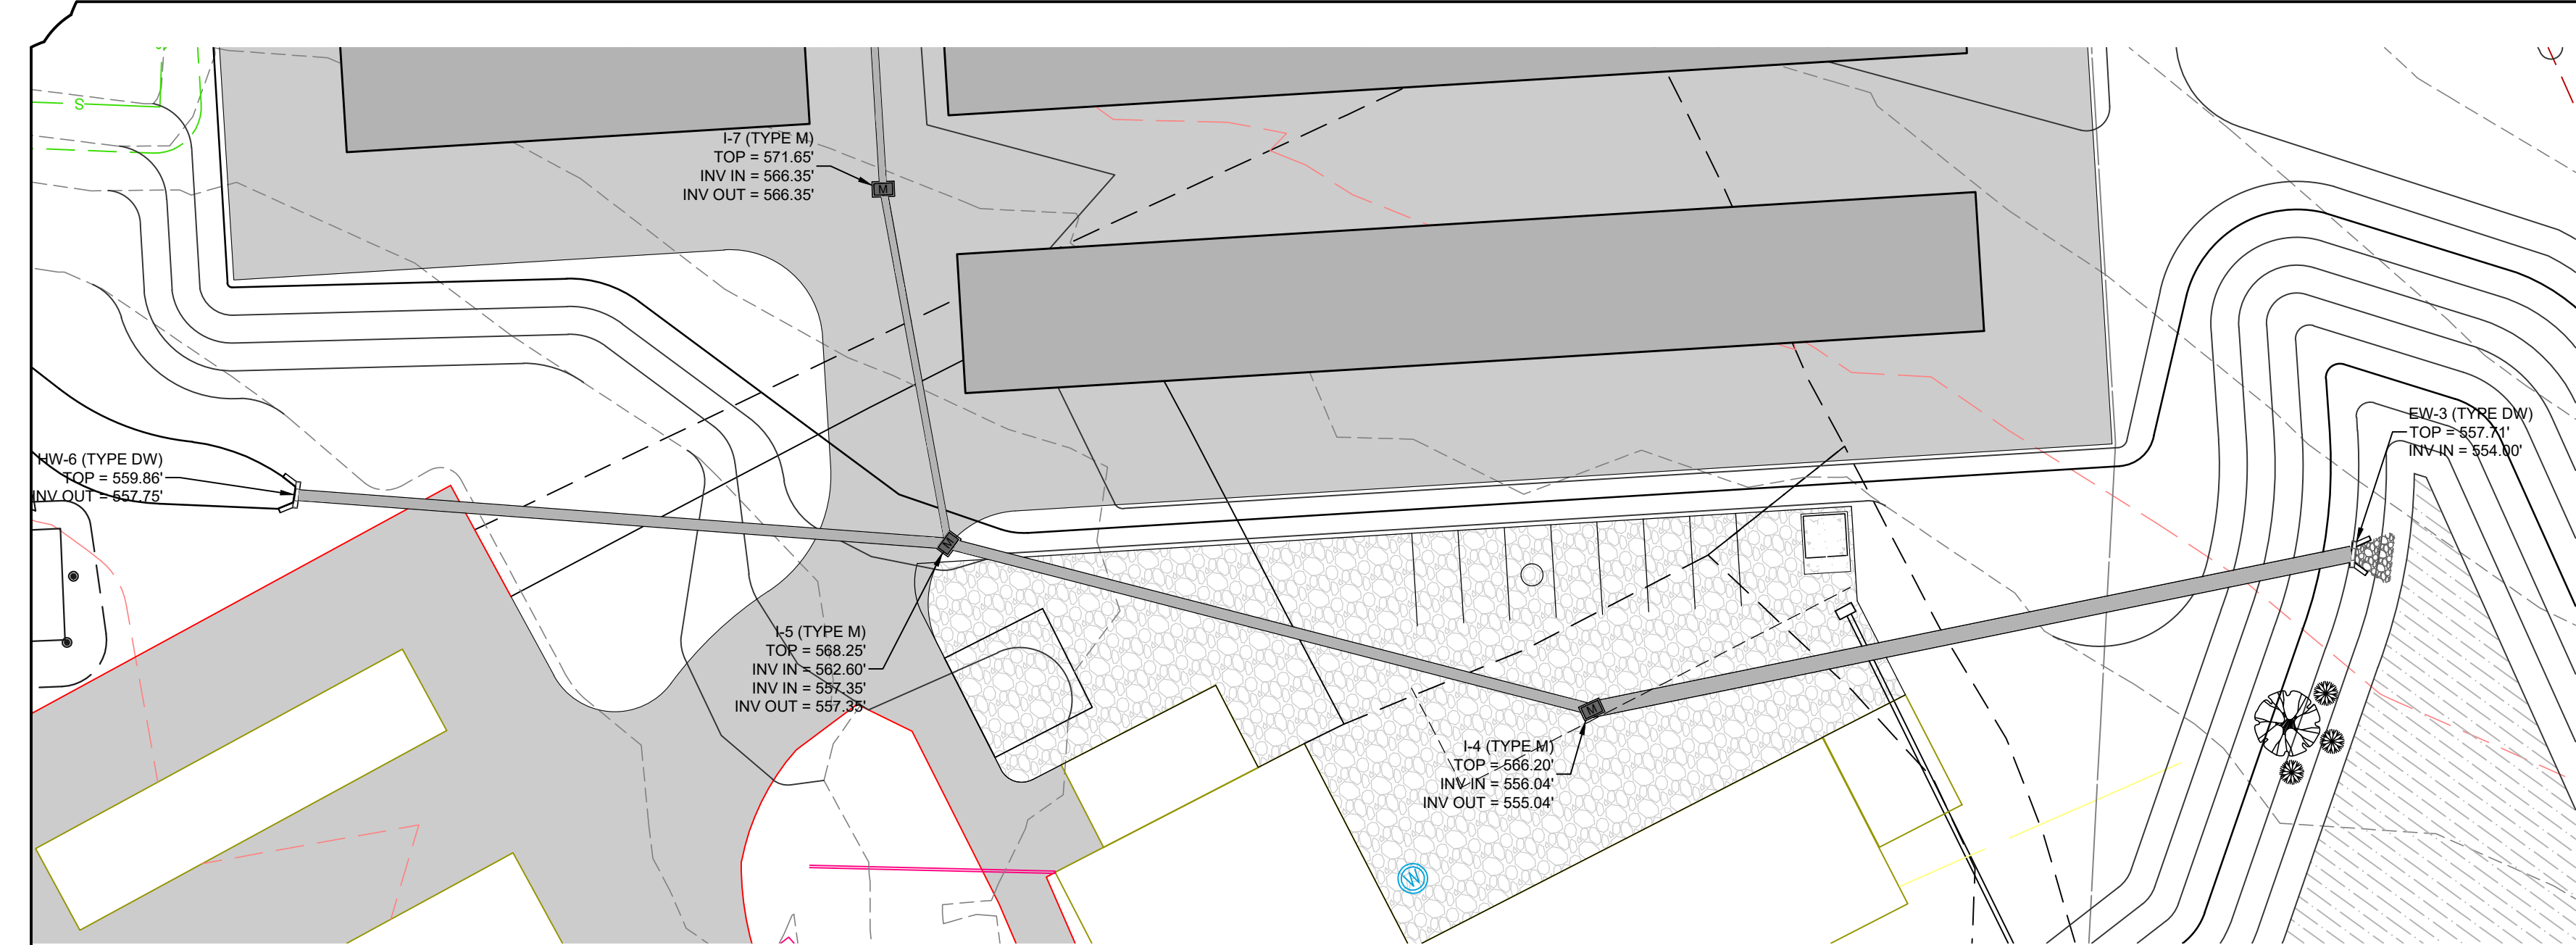 S
I-7 (TYPE M)
TOP = 571.65'
INV IN = 566.35'
INV OUT = 566.35'
M
HW-6 (TYPE DW)
TOP = 559.86'
INV OUT = 557.75'
EW-3 (TYPE DW)
TOP = 557.71'
INV IN = 554.00'
M
I-5 (TYPE M)
TOP = 568.25'
INV IN = 562.60'
INV IN = 557.35'
INV OUT = 557.35'
M
I-4 (TYPE M)
TOP = 566.20'
INV IN = 556.04'
INV OUT = 555.04'
W